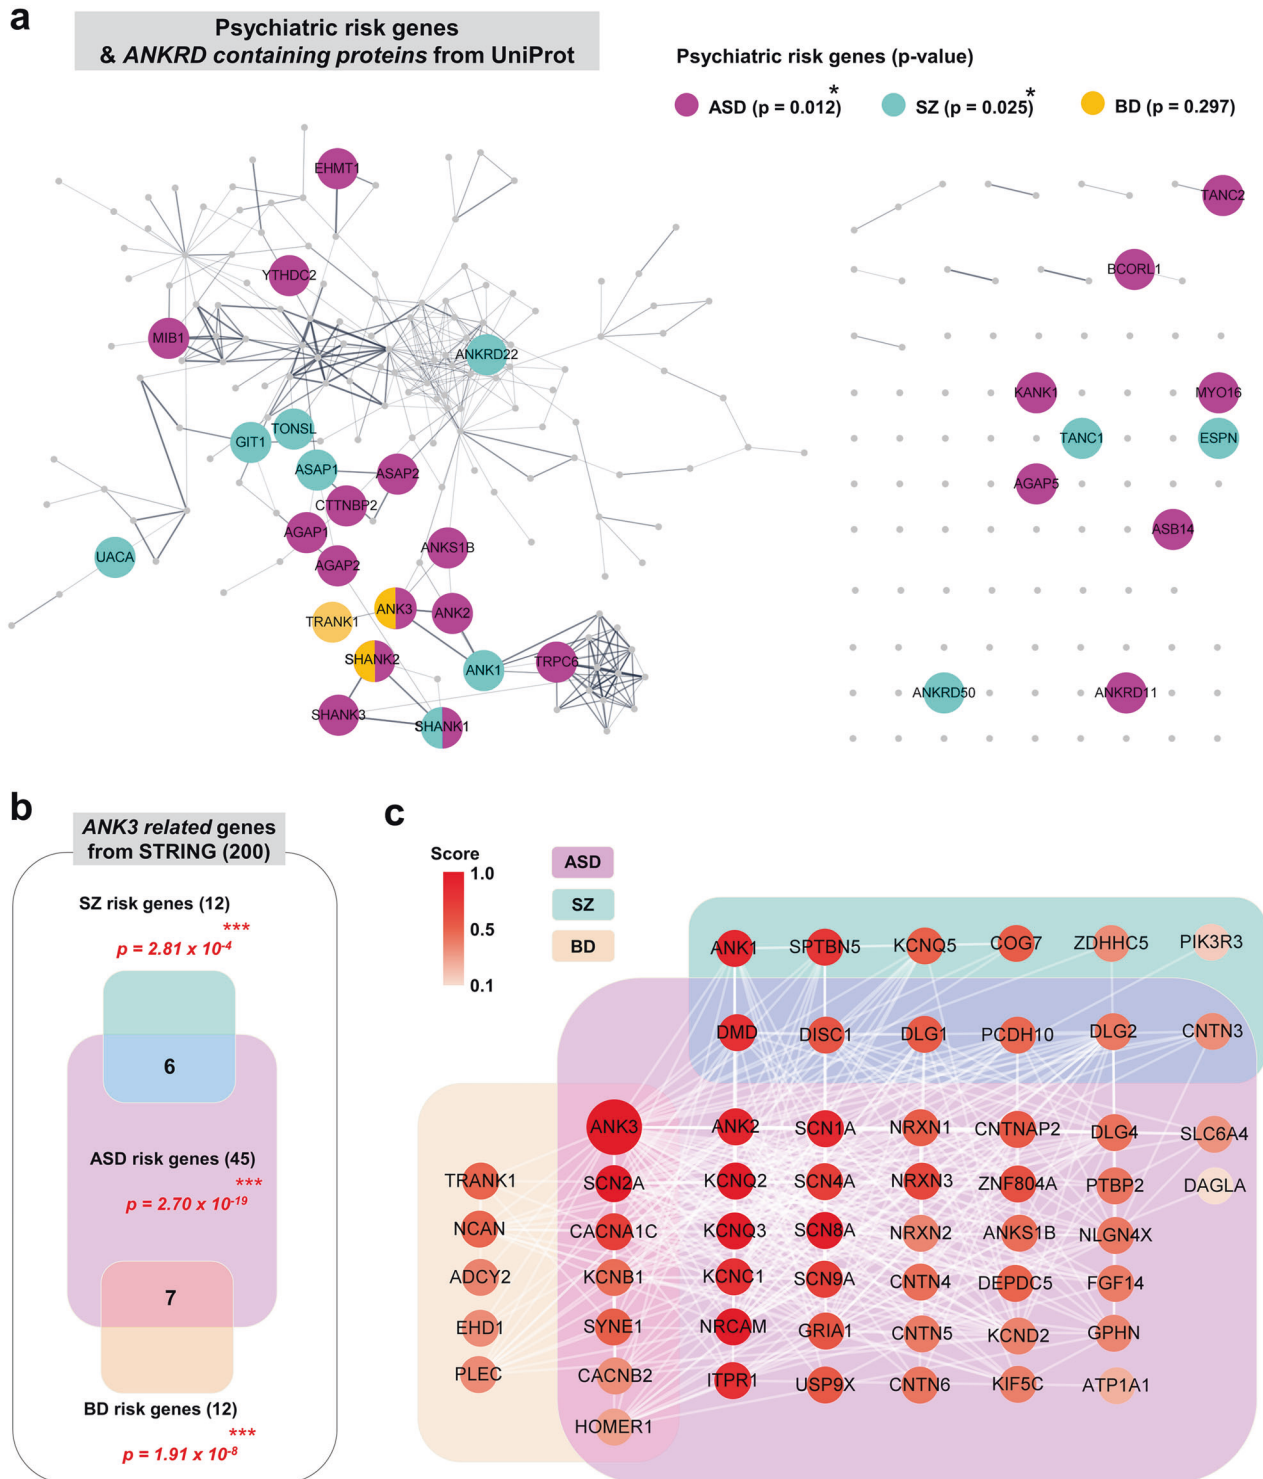 a
Psychiatric risk genes
& ANKRD containing proteins from UniProt
Psychiatric risk genes (p-value)
ASD (p = 0.012)*
SZ (p = 0.025)*
BD (p = 0.297)
EHMT1
YTHDC2
MIB1
ANKRD22
TONSL
GIT1
ASAP1
ASAP2
CTTNBP2
AGAP1
ANKS1B
UACA
AGAP2
ANK3
ANK2
TRANK1
SHANK2
ANK1
TRPC6
SHANK3
SHANK1
TANC2
BCORL1
KANK1
MYO16
TANC1
ESPN
AGAP5
ASB14
ANKRD50
ANKRD11
b
ANK3 related genes
from STRING (200)
SZ risk genes (12)
***
p = 2.81 x 10-4
6
ASD risk genes (45)
***
p = 2.70 x 10-19
7
BD risk genes (12)
***
p = 1.91 x 10-8
c
Score
1.0
0.5
0.1
ASD
SZ
BD
ANK1 SPTBN5 KCNQ5 COG7 ZDHHC5 PIK3R3
DMD DISC1 DLG1 PCDH10 DLG2 CNTN3
ANK3 ANK2 SCN1A NRXN1 CNTNAP2 DLG4 SLC6A4
TRANK1 SCN2A KCNQ2 SCN4A NRXN3 ZNF804A PTBP2 DAGLA
NCAN CACNA1C KCNQ3 SCN8A NRXN2 ANKS1B NLGN4X
ADCY2 KCNB1 KCNC1 SCN9A CNTN4 DEPDC5 FGF14
EHD1 SYNE1 NRCAM GRIA1 CNTN5 KCND2 GPHN
PLEC CACNB2 ITPR1 USP9X CNTN6 KIF5C ATP1A1
HOMER1